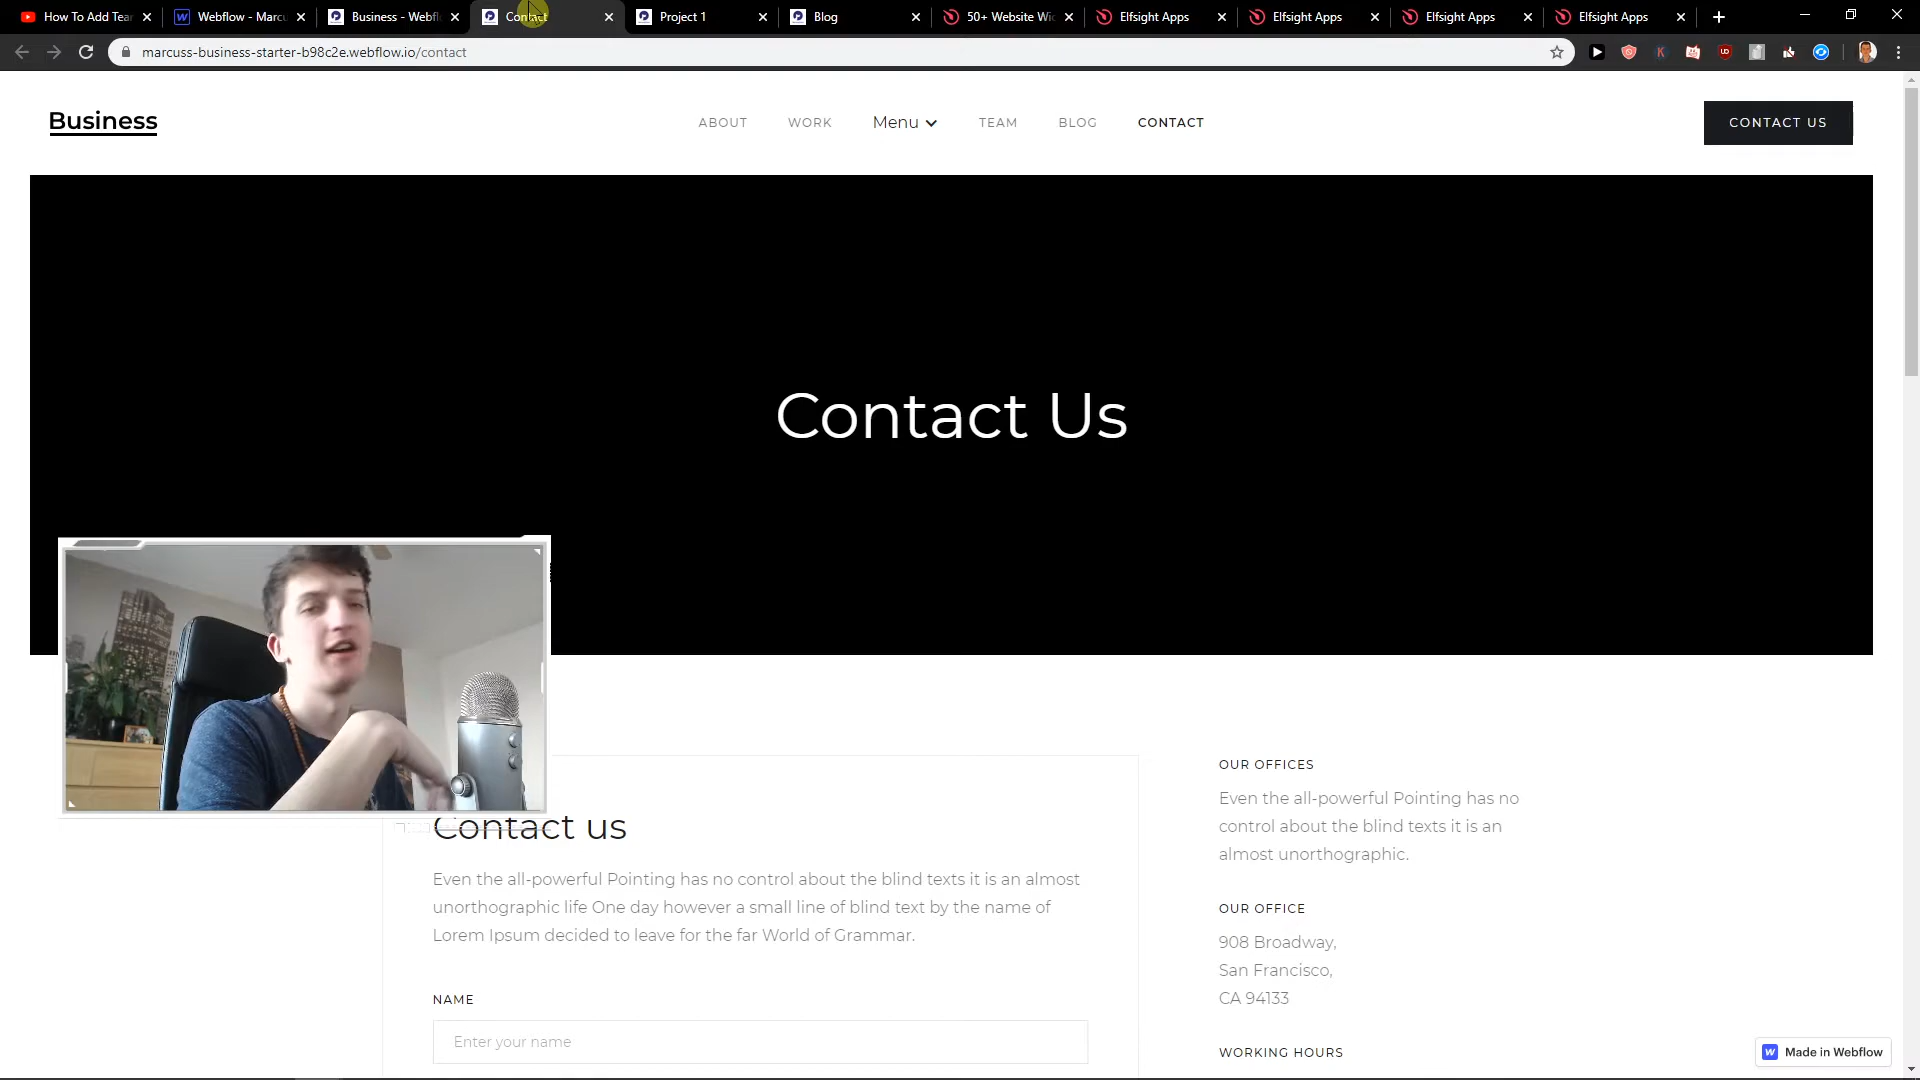 How To Add Tear
Webflow - Marcu
Business - Webfl
Contact
Project 1
Blog
50+ Website Wi
Elfsight Apps
Elfsight Apps
Elfsight Apps
Elfsight Apps
marcuss-business-starter-b98c2e.webflow.io/contact
Business
ABOUT
WORK
Menu
TEAM
BLOG
CONTACT
CONTACT US
Contact Us
Contact us
Even the all-powerful Pointing has no control about the blind texts it is an almost
unorthographic life One day however a small line of blind text by the name of
Lorem Ipsum decided to leave for the far World of Grammar.
NAME
Enter your name
OUR OFFICES
Even the all-powerful Pointing has no
control about the blind texts it is an
almost unorthographic.
OUR OFFICE
908 Broadway,
San Francisco,
CA 94133
WORKING HOURS
Made in Webflow